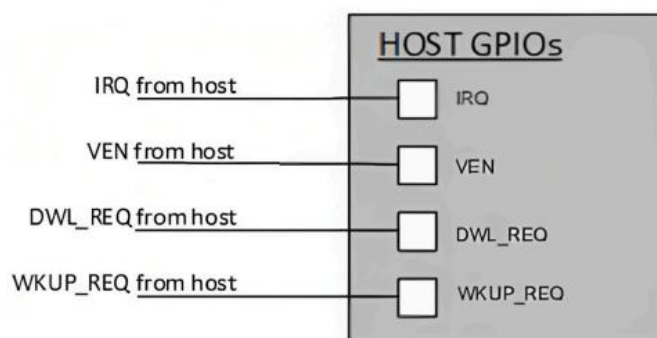 HOST GPIOs
IRQ from host
IRQ
VEN from host
VEN
DWL_REQ from host
DWL_REQ
WKUP_REQ from host
WKUP_REQ